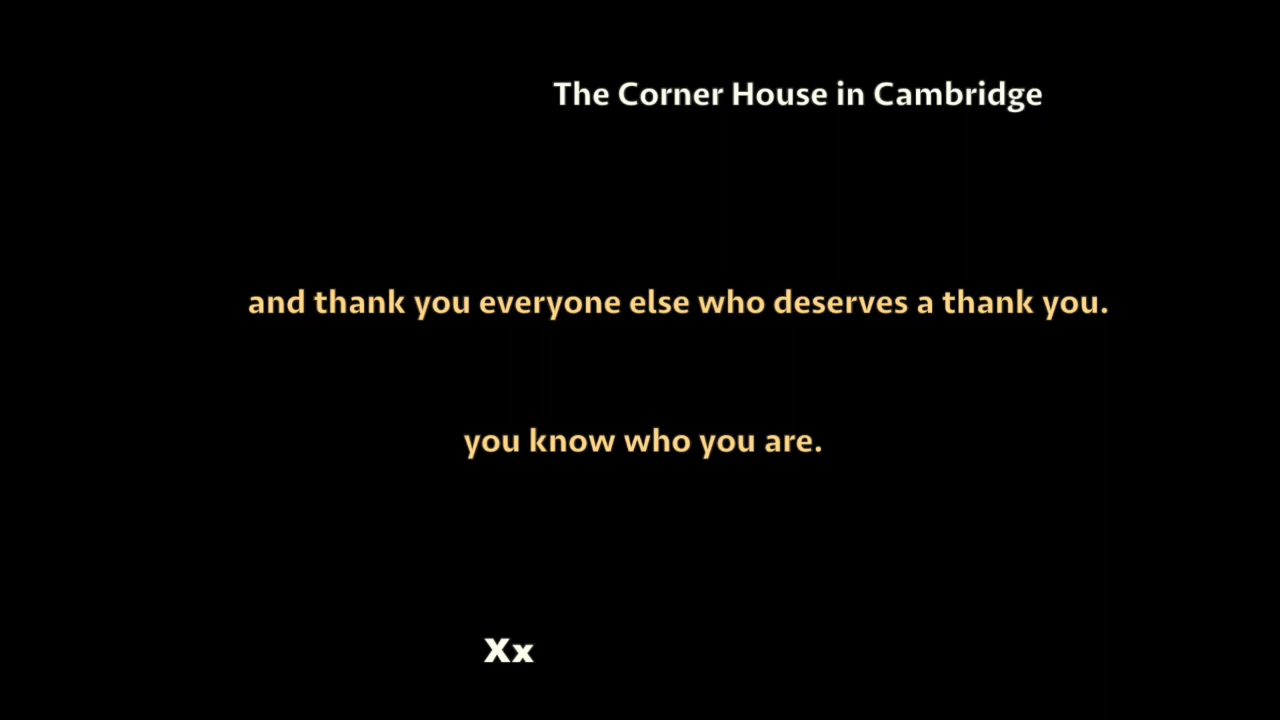 The Corner House in Cambridge
and thank you everyone else who deserves a thank you.
you know who you are.
Xx